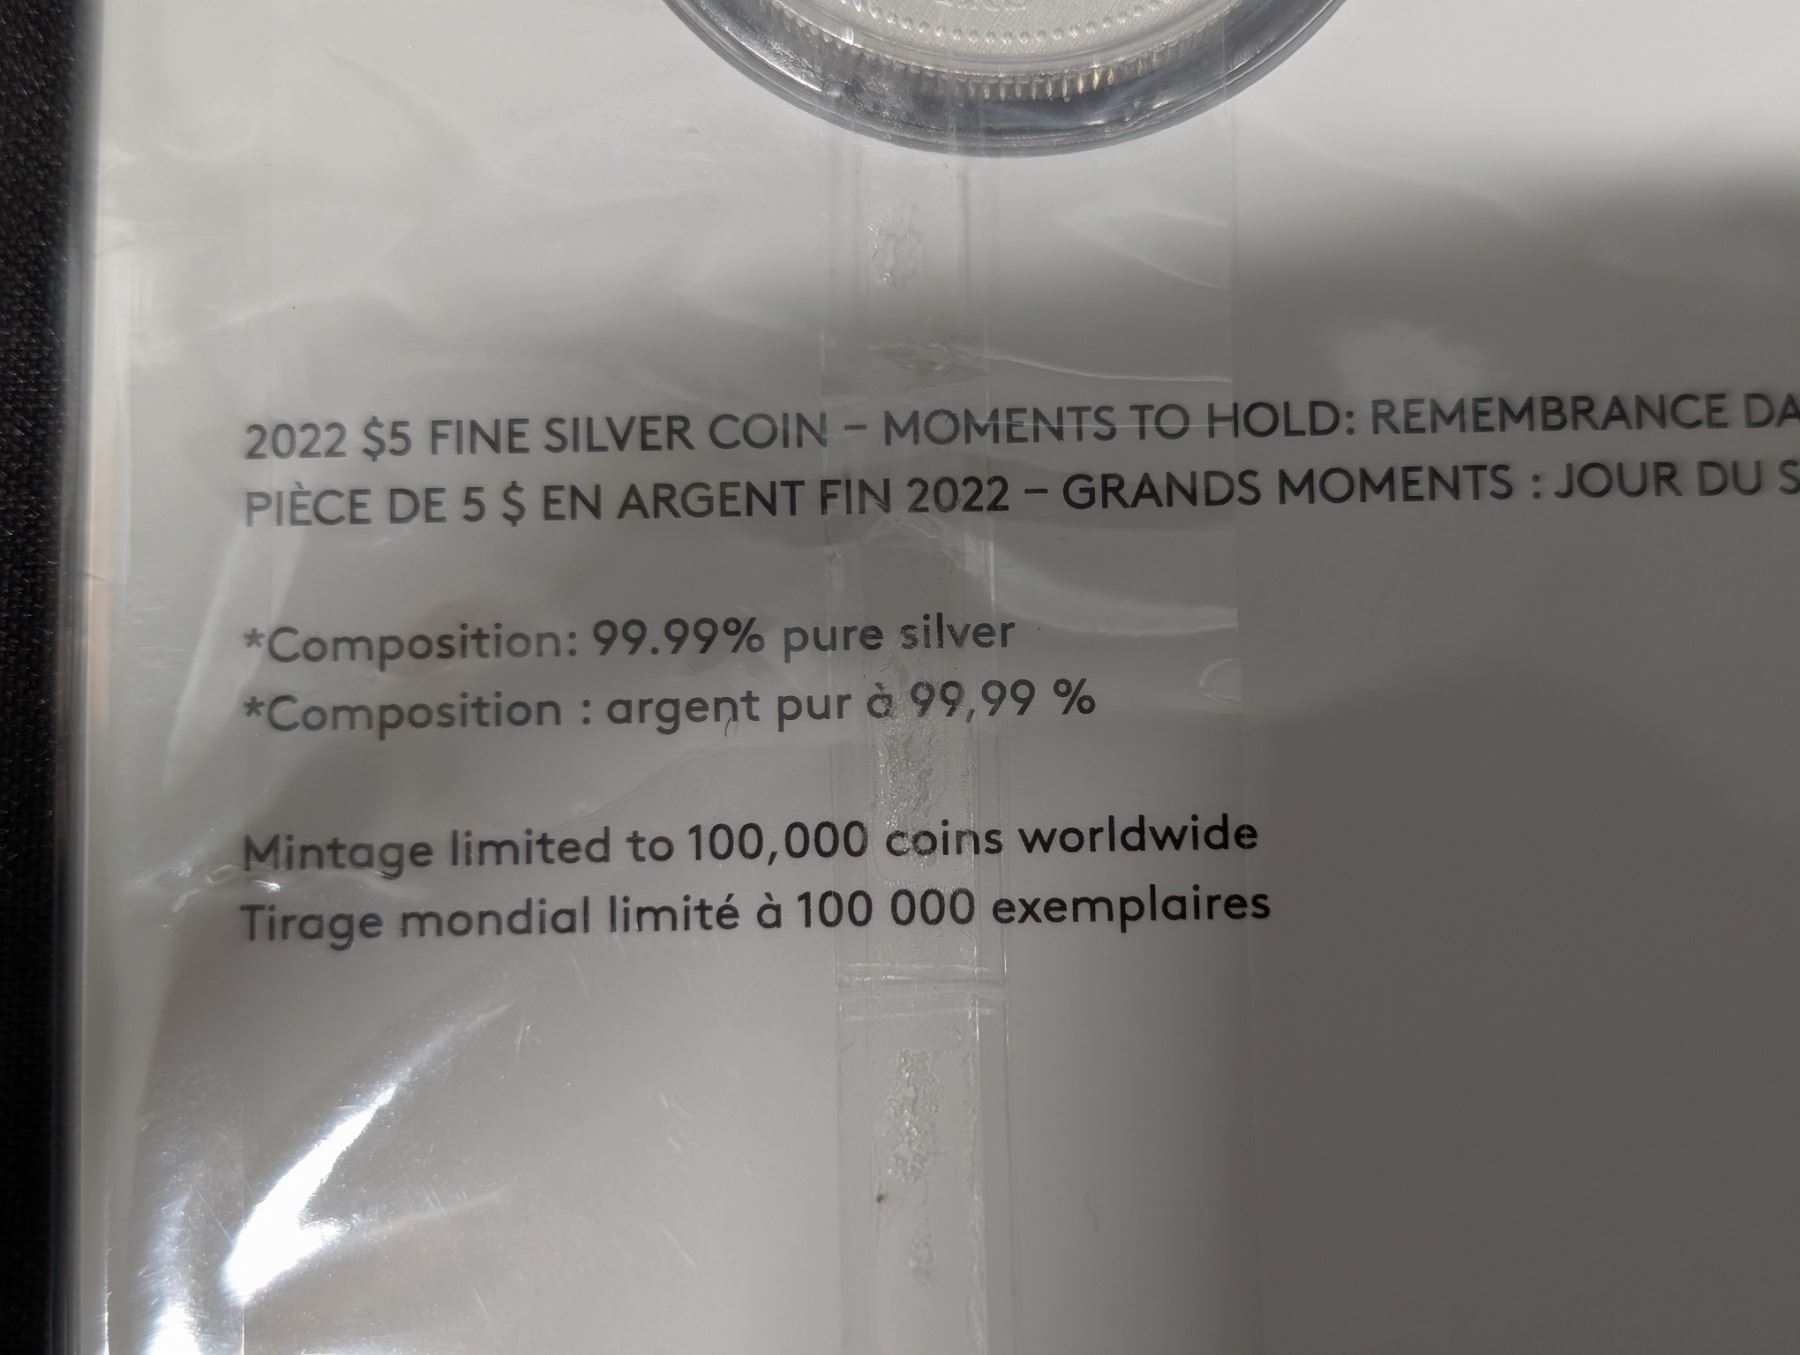 2022 $5 FINE SILVER COIN – MOMENTS TO HOLD: REMEMBRANCE DA
PIÈCE DE 5 $ EN ARGENT FIN 2022 – GRANDS MOMENTS : JOUR DU S
*Composition: 99.99% pure silver
*Composition : argent pur à 99,99 %
Mintage limited to 100,000 coins worldwide
Tirage mondial limité à 100 000 exemplaires